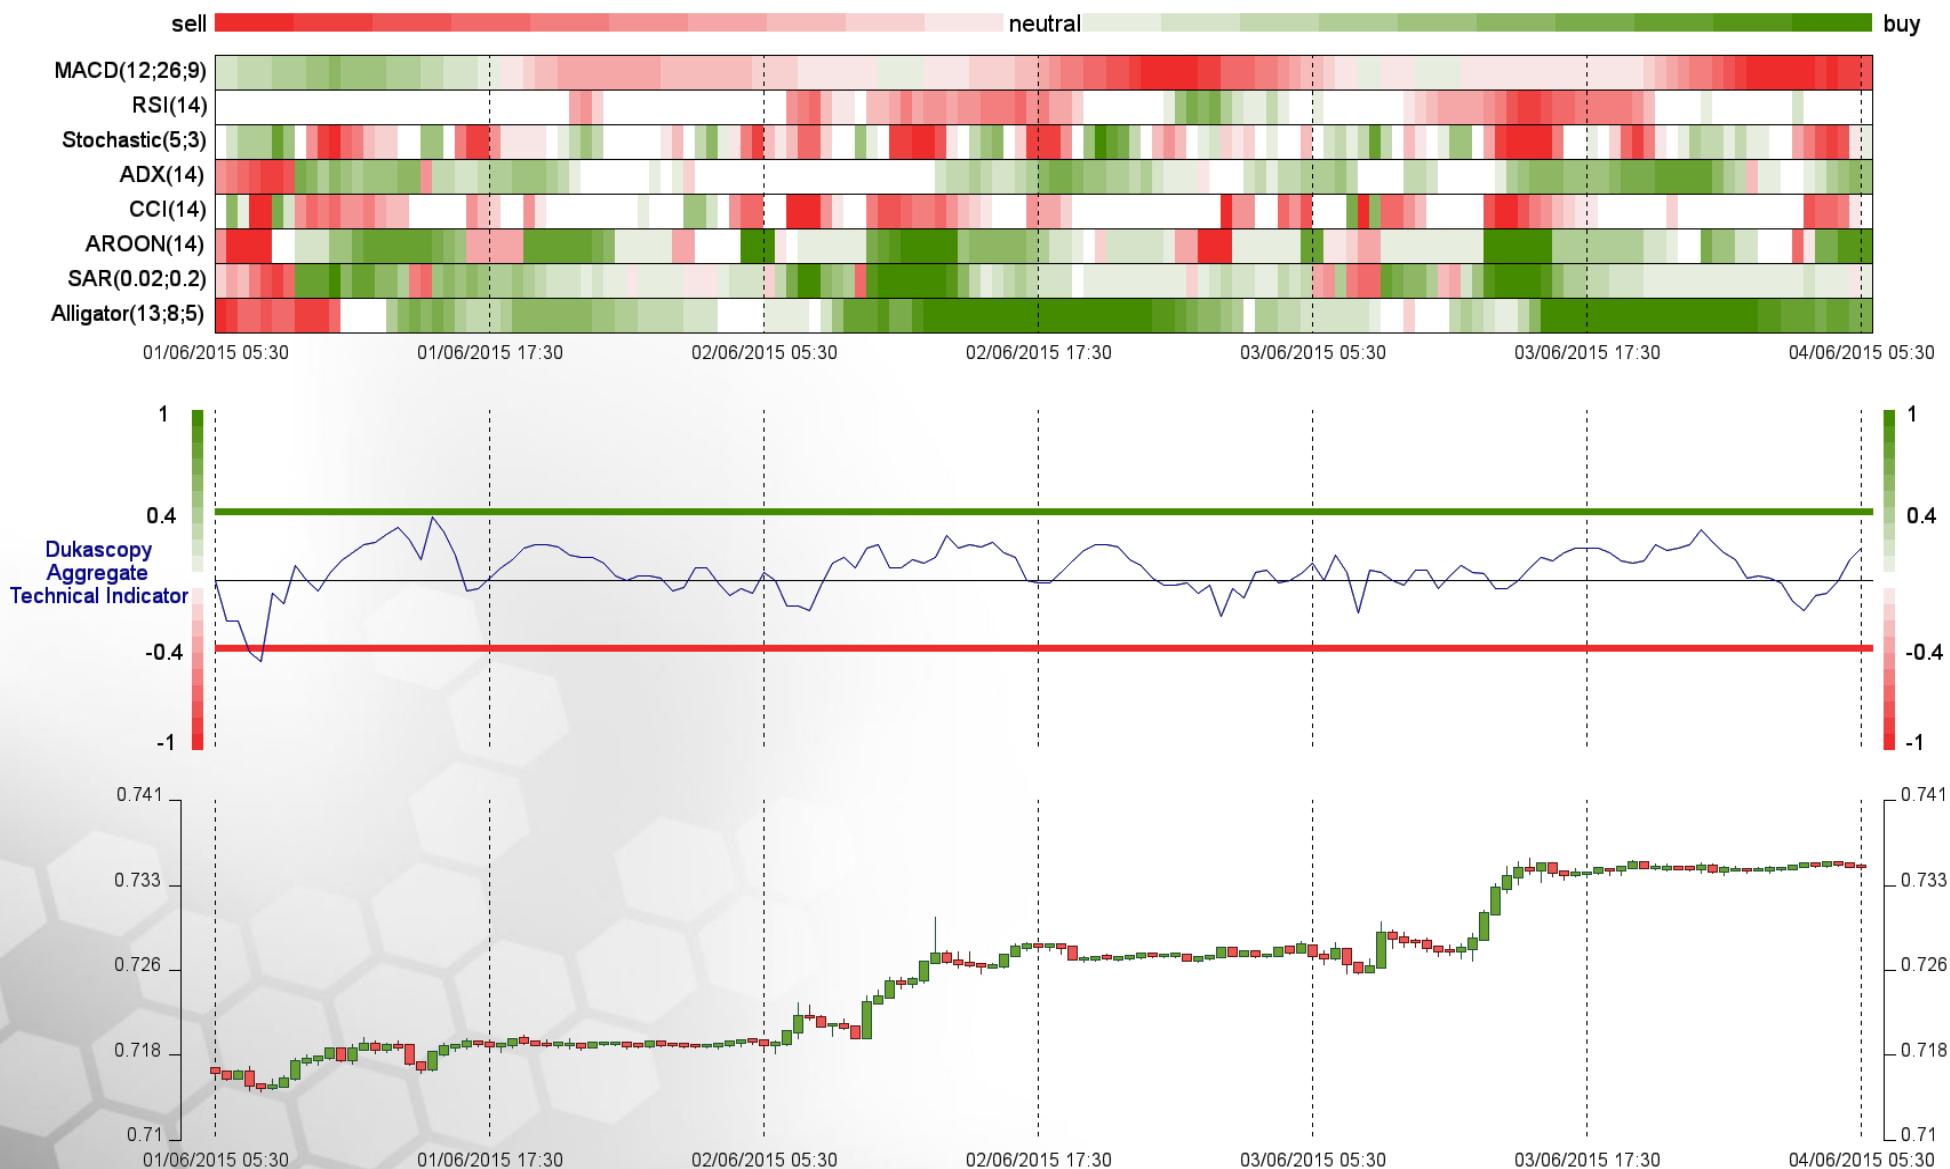 sell neutral buy
MACD(12;26;9)
RSI(14)
Stochastic(5;3)
ADX(14)
CCI(14)
AROON(14)
SAR(0.02;0.2)
Alligator(13;8;5)
01/06/2015 05:30 01/06/2015 17:30 02/06/2015 05:30 02/06/2015 17:30 03/06/2015 05:30 03/06/2015 17:30 04/06/2015 05:30
1 1
0.4 0.4
Dukascopy
Aggregate
Technical Indicator
-0.4 -0.4
-1 -1
0.741 0.741
0.733 0.733
0.726 0.726
0.718 0.718
0.71 0.71
01/06/2015 05:30 01/06/2015 17:30 02/06/2015 05:30 02/06/2015 17:30 03/06/2015 05:30 03/06/2015 17:30 04/06/2015 05:30